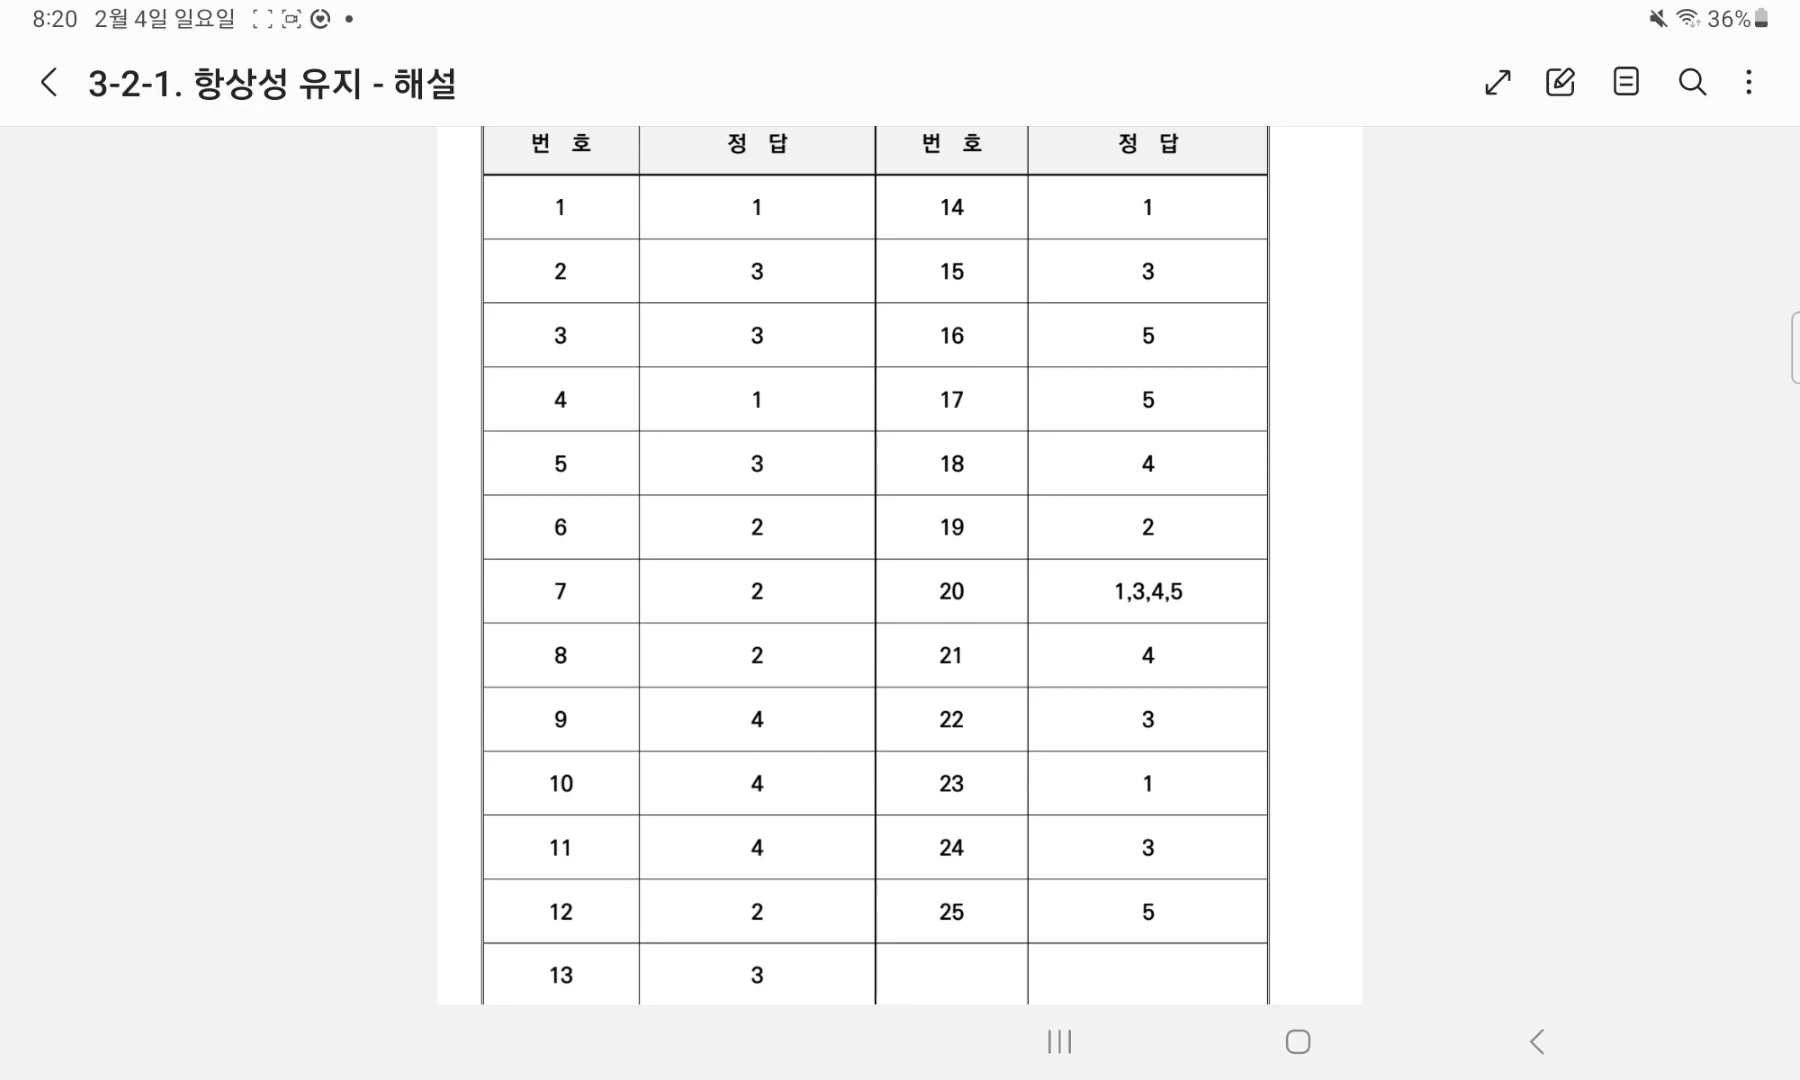 8:20 2월 4일 일요일 36%
3-2-1. 항상성 유지 - 해설
번 호 정 답 번 호 정 답
1 1 14 1
2 3 15 3
3 3 16 5
4 1 17 5
5 3 18 4
6 2 19 2
7 2 20 1,3,4,5
8 2 21 4
9 4 22 3
10 4 23 1
11 4 24 3
12 2 25 5
13 3